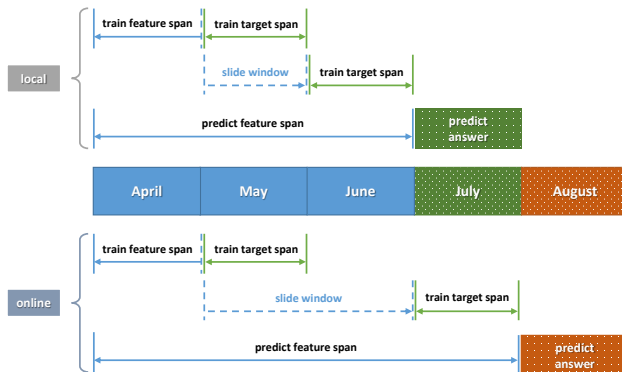 train feature span train target span
slide window train target span
local
predict feature span predict
answer
April May June July August
train feature span train target span
slide window train target span
online
predict feature span predict
answer